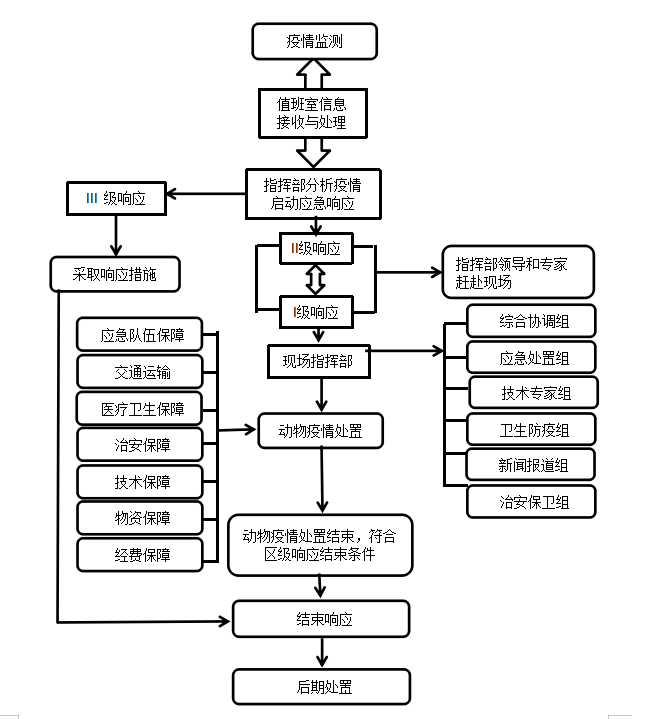 疫情监测
值班室信息
接收与处理
指挥部分析疫情
启动应急响应
III 级响应
采取响应措施
II级响应
I级响应
指挥部领导和专家
赶赴现场
现场指挥部
综合协调组
应急处置组
技术专家组
卫生防疫组
新闻报道组
治安保卫组
应急队伍保障
交通运输
医疗卫生保障
治安保障
技术保障
物资保障
经费保障
动物疫情处置
动物疫情处置结束，符合
区级响应结束条件
结束响应
后期处置